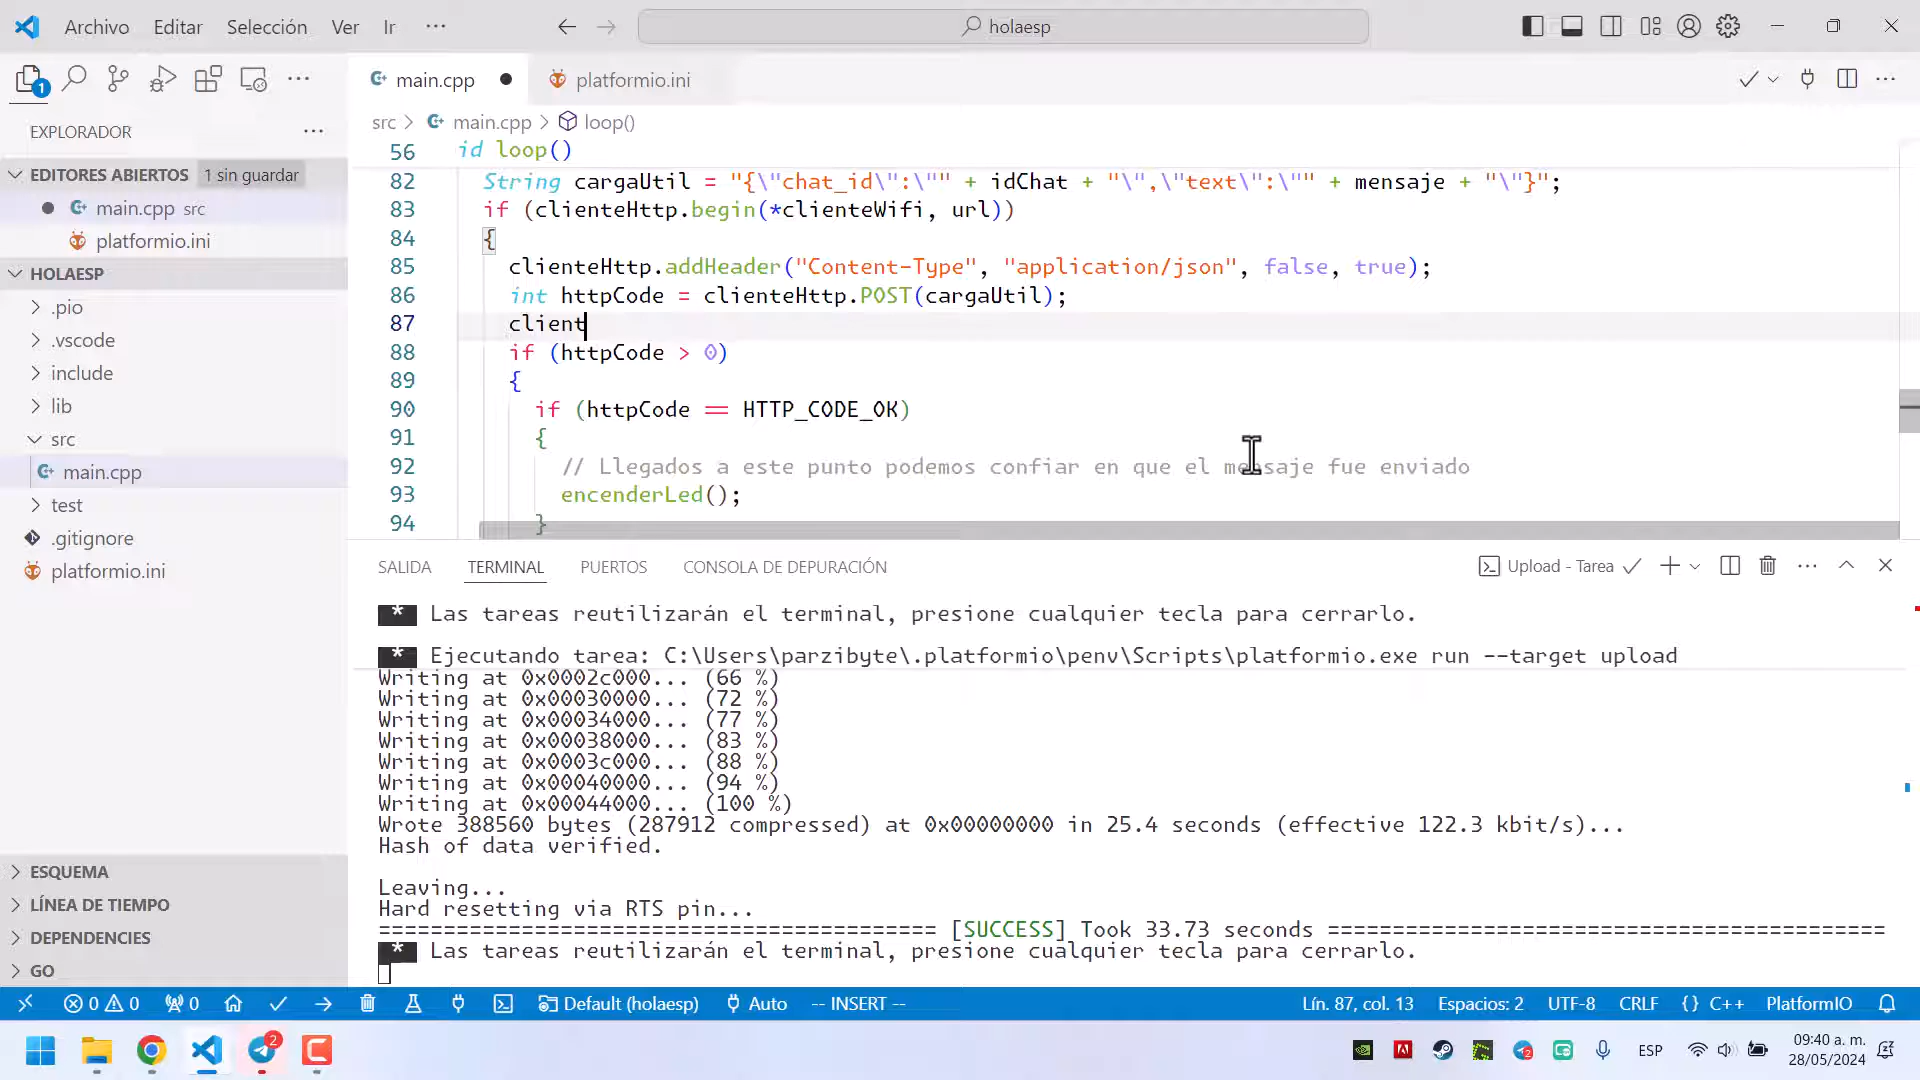 Archivo Editar Selección Ver Ir ··· holaesp
1
main.cpp platformio.ini
EXPLORADOR
src > main.cpp > loop()
EDITORES ABIERTOS 1 sin guardar
main.cpp src
platformio.ini
HOLAESP
.pio
.vscode
include
lib
src
main.cpp
test
.gitignore
platformio.ini
ESQUEMA
LÍNEA DE TIEMPO
DEPENDENCIES
GO
56 id loop()
82 String cargaUtil = "{\"chat_id\":\"" + idChat + "\",\"text\":\"" + mensaje + "\"}";
83 if (clienteHttp.begin(*clienteWifi, url))
84 {
85 clienteHttp.addHeader("Content-Type", "application/json", false, true);
86 int httpCode = clienteHttp.POST(cargaUtil);
87 client
88 if (httpCode > 0)
89 {
90 if (httpCode == HTTP_CODE_OK)
91 {
92 // Llegados a este punto podemos confiar en que el mensaje fue enviado
93 encenderLed();
94 }
SALIDA TERMINAL PUERTOS CONSOLA DE DEPURACIÓN Upload - Tarea
* Las tareas reutilizarán el terminal, presione cualquier tecla para cerrarlo.
* Ejecutando tarea: C:\Users\parzibyte\.platformio\penv\Scripts\platformio.exe run --target upload
Writing at 0x0002c000... (66 %)
Writing at 0x00030000... (72 %)
Writing at 0x00034000... (77 %)
Writing at 0x00038000... (83 %)
Writing at 0x0003c000... (88 %)
Writing at 0x00040000... (94 %)
Writing at 0x00044000... (100 %)
Wrote 388560 bytes (287912 compressed) at 0x00000000 in 25.4 seconds (effective 122.3 kbit/s)...
Hash of data verified.
Leaving...
Hard resetting via RTS pin...
=========================================== [SUCCESS] Took 33.73 seconds ===========================================
* Las tareas reutilizarán el terminal, presione cualquier tecla para cerrarlo.
0 0 0 Default (holaesp) Auto -- INSERT -- Lín. 87, col. 13 Espacios: 2 UTF-8 CRLF {} C++ PlatformIO
2 2 ESP 09:40 a. m.
28/05/2024